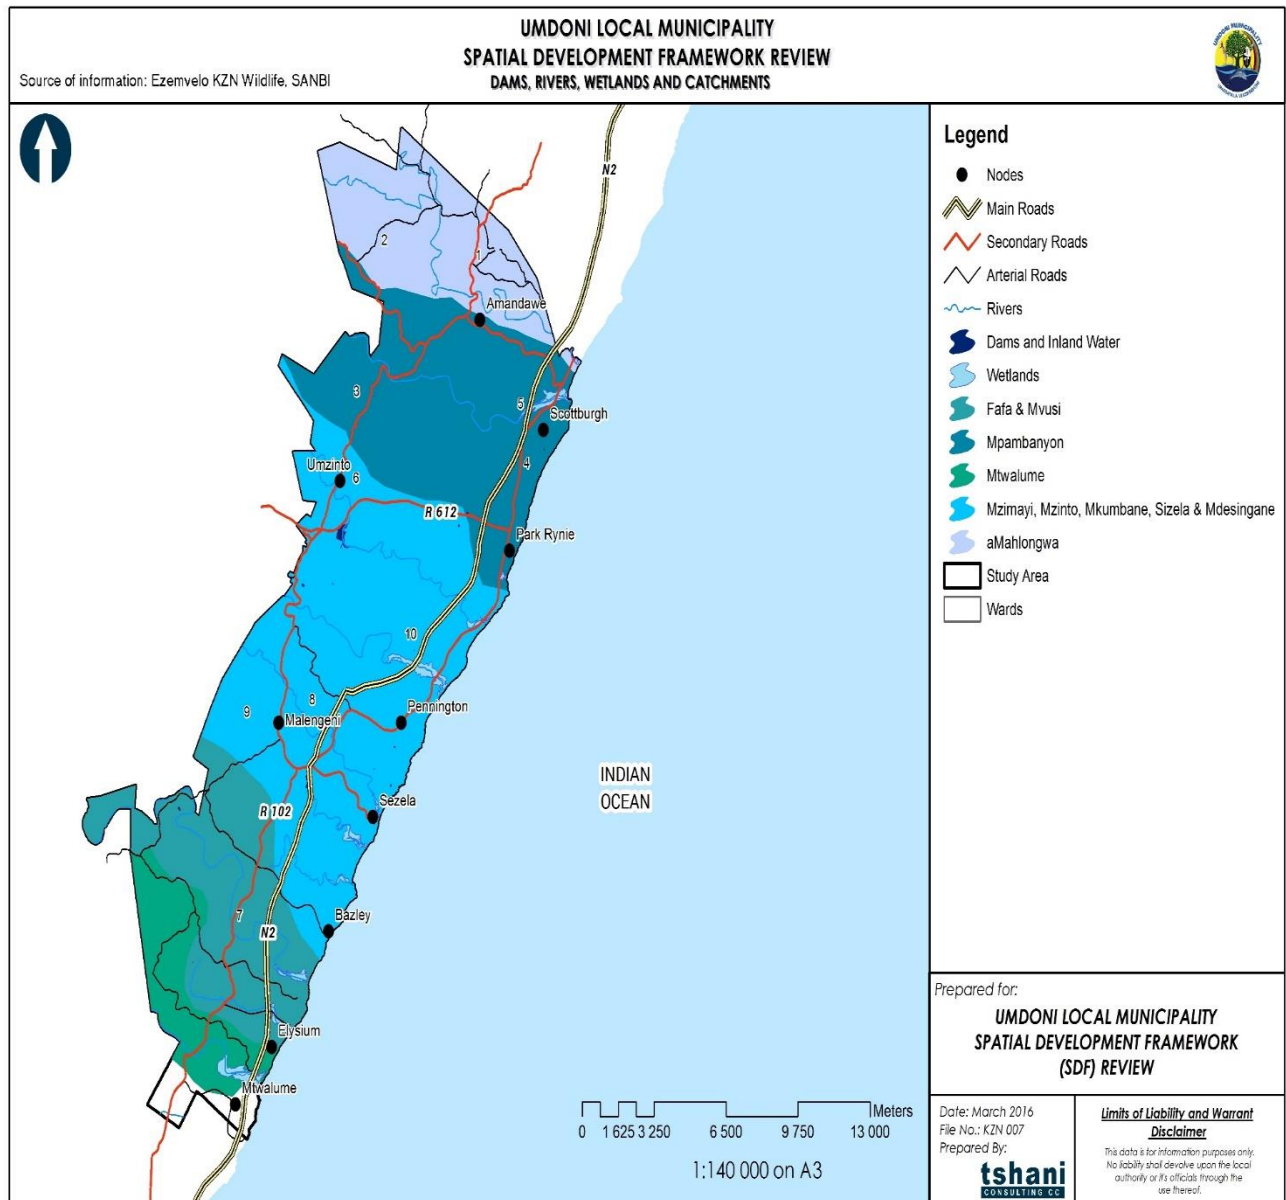 UMDONI LOCAL MUNICIPALITY
SPATIAL DEVELOPMENT FRAMEWORK REVIEW
DAMS, RIVERS, WETLANDS AND CATCHMENTS
Source of information: Ezemvelo KZN Wildlife, SANBI
UMDONI MUNICIPALITY
N2
2
1
Amandawe
3
5
Scottburgh
4
Umzinto
6
R 612
Park Rynie
10
8
9
Malengeni
Pennington
INDIAN
OCEAN
R 102
Sezela
7
N2
Bazley
Elysium
Mtwalume
Meters
0 1 625 3 250 6 500 9 750 13 000
1:140 000 on A3
Legend
Nodes
Main Roads
Secondary Roads
Arterial Roads
Rivers
Dams and Inland Water
Wetlands
Fafa & Mvusi
Mpambanyon
Mtwalume
Mzimayi, Mzinto, Mkumbane, Sizela & Mdesingane
aMahlongwa
Study Area
Wards
Prepared for:
UMDONI LOCAL MUNICIPALITY
SPATIAL DEVELOPMENT FRAMEWORK
(SDF) REVIEW
Date: March 2016
File No.: KZN 007
Prepared By:
tshani
CONSULTING CC
Limits of Liability and Warrant
Disclaimer
This data is for information purposes only.
No liability shall devolve upon the local
authority or it's officials through the
use thereof.